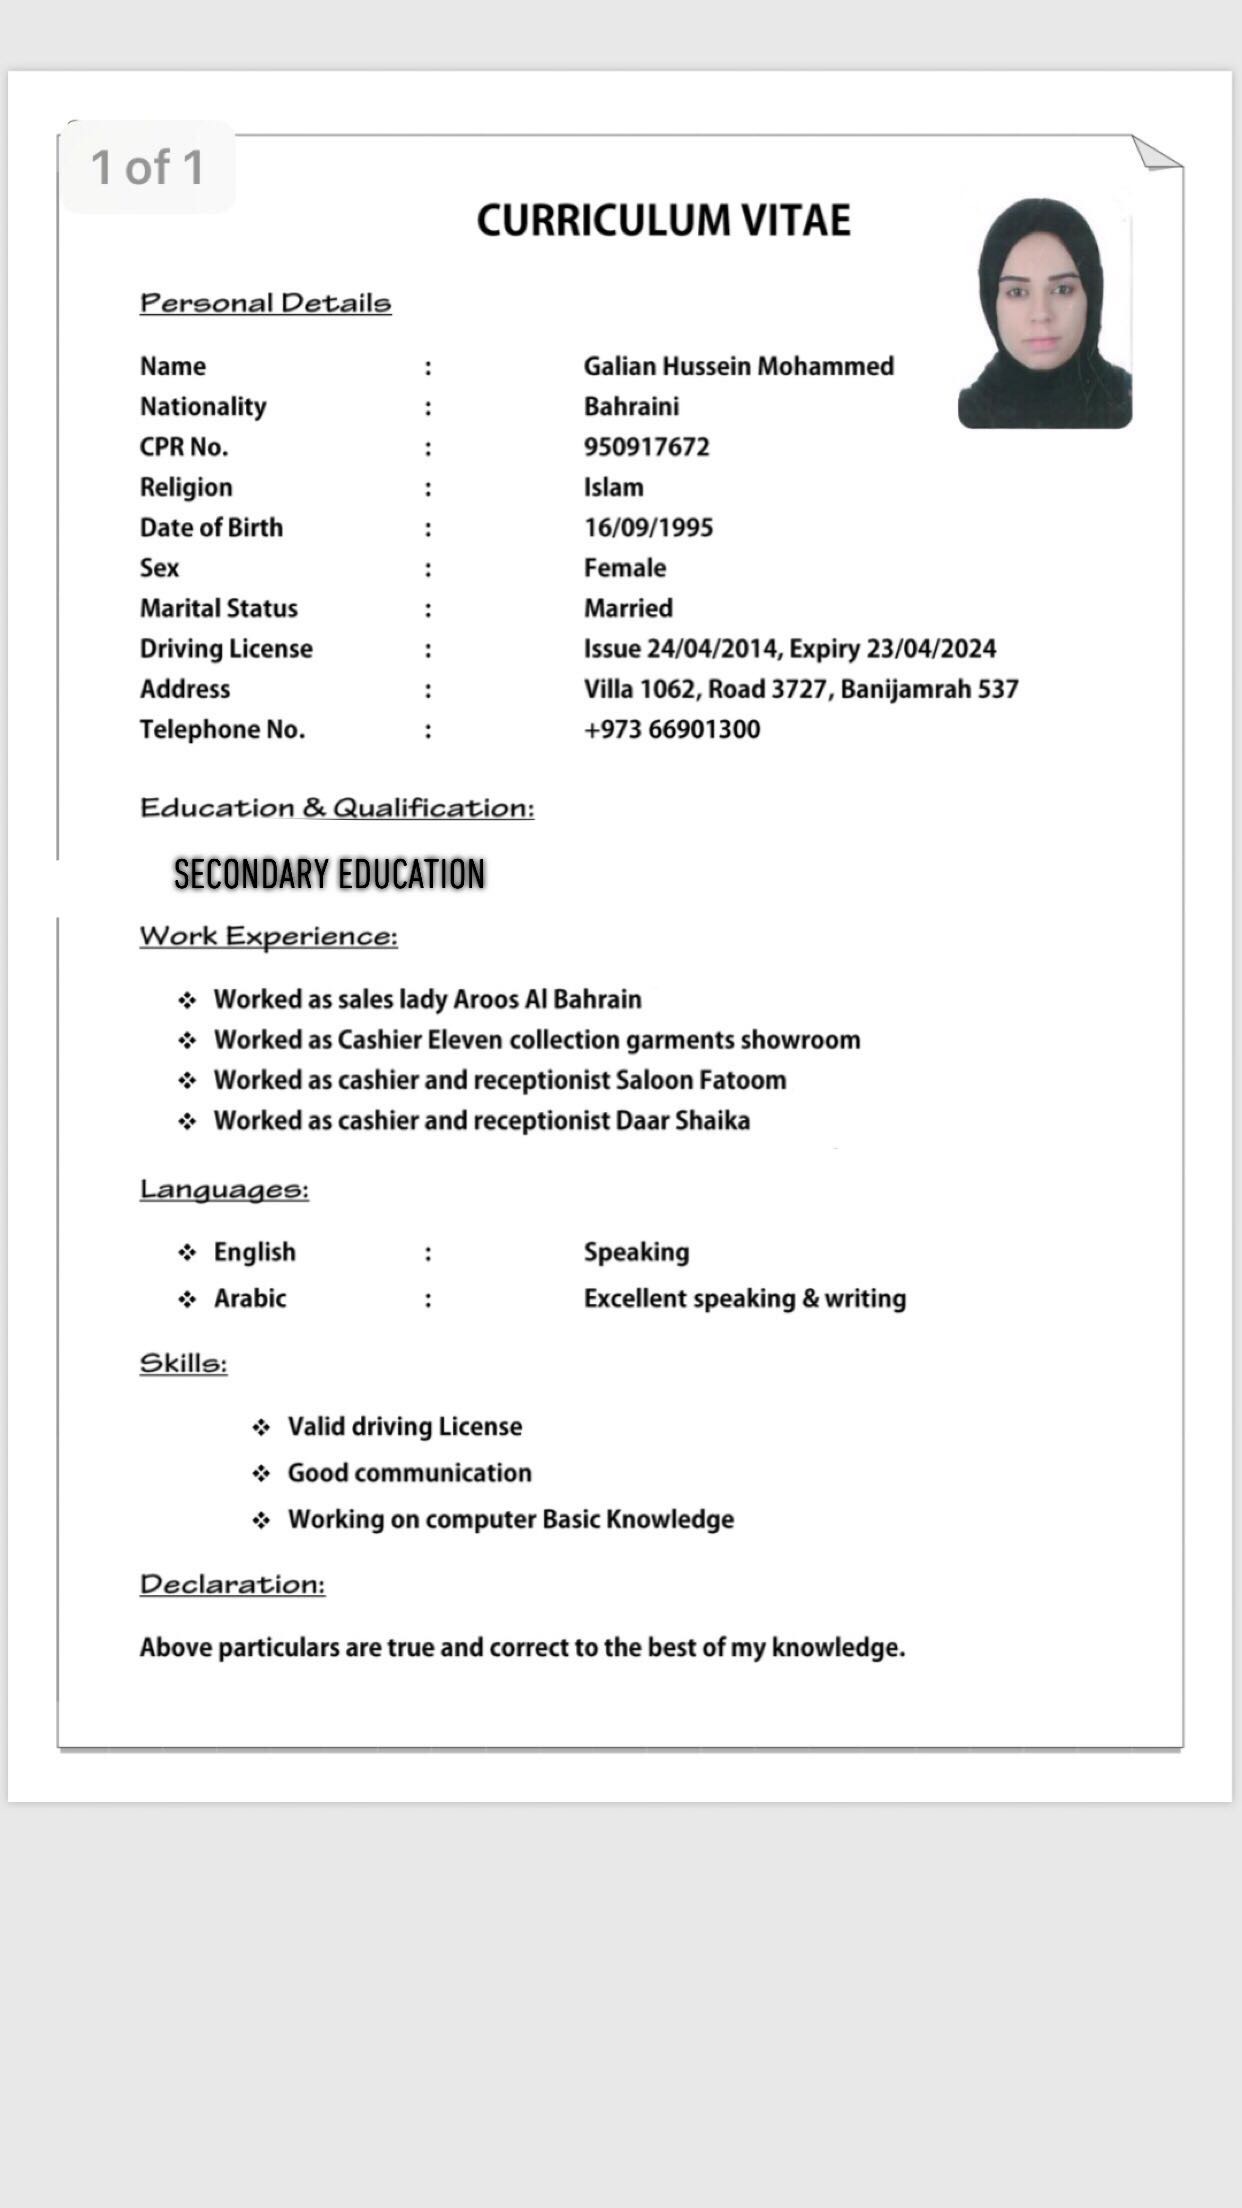 1 of 1
CURRICULUM VITAE
Personal Details
Name : Galian Hussein Mohammed
Nationality : Bahraini
CPR No. : 950917672
Religion : Islam
Date of Birth : 16/09/1995
Sex : Female
Marital Status : Married
Driving License : Issue 24/04/2014, Expiry 23/04/2024
Address : Villa 1062, Road 3727, Banijamrah 537
Telephone No. : +973 66901300
Education & Qualification:
SECONDARY EDUCATION
Work Experience:
❖ Worked as sales lady Aroos Al Bahrain
❖ Worked as Cashier Eleven collection garments showroom
❖ Worked as cashier and receptionist Saloon Fatoom
❖ Worked as cashier and receptionist Daar Shaika
Languages:
❖ English : Speaking
❖ Arabic : Excellent speaking & writing
Skills:
❖ Valid driving License
❖ Good communication
❖ Working on computer Basic Knowledge
Declaration:
Above particulars are true and correct to the best of my knowledge.